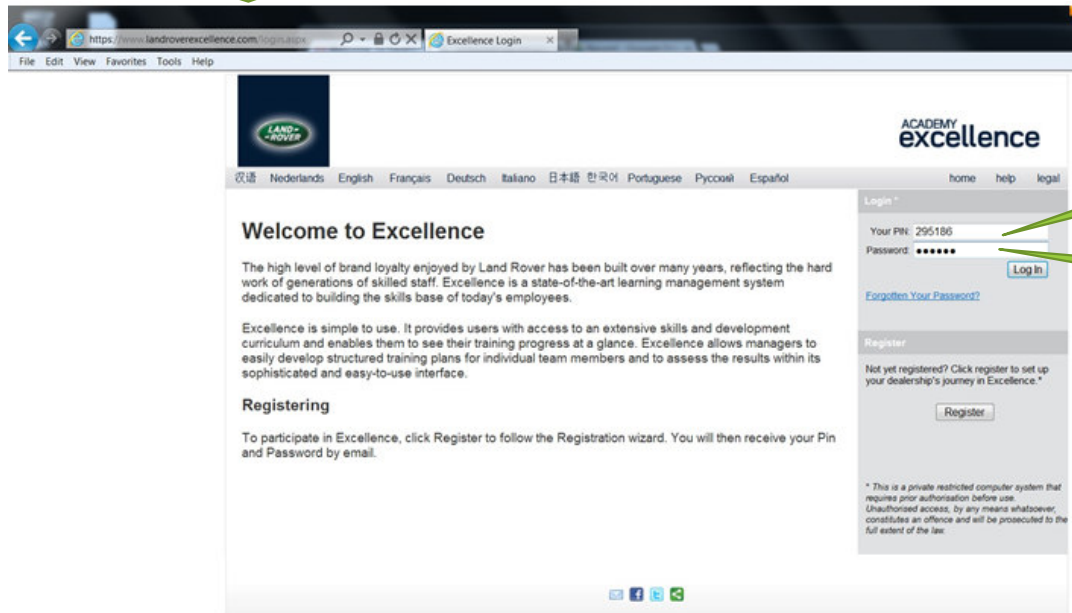 https://www.landroverexcellence.com/login.aspx
Excellence Login
File Edit View Favorites Tools Help
LAND-
-ROVER
ACADEMY
excellence
汉语 Nederlands English Français Deutsch Italiano 日本語 한국어 Portuguese Русский Español
home help legal
Login *
Welcome to Excellence
Your PIN: 295186
Password: ●●●●●●
Log In
Forgotten Your Password?
The high level of brand loyalty enjoyed by Land Rover has been built over many years, reflecting the hard
work of generations of skilled staff. Excellence is a state-of-the-art learning management system
dedicated to building the skills base of today's employees.
Excellence is simple to use. It provides users with access to an extensive skills and development
curriculum and enables them to see their training progress at a glance. Excellence allows managers to
easily develop structured training plans for individual team members and to assess the results within its
sophisticated and easy-to-use interface.
Registering
To participate in Excellence, click Register to follow the Registration wizard. You will then receive your Pin
and Password by email.
Register
Not yet registered? Click register to set up
your dealership's journey in Excellence.*
Register
* This is a private restricted computer system that
requires prior authorisation before use.
Unauthorised access, by any means whatsoever,
constitutes an offence and will be prosecuted to the
full extent of the law.